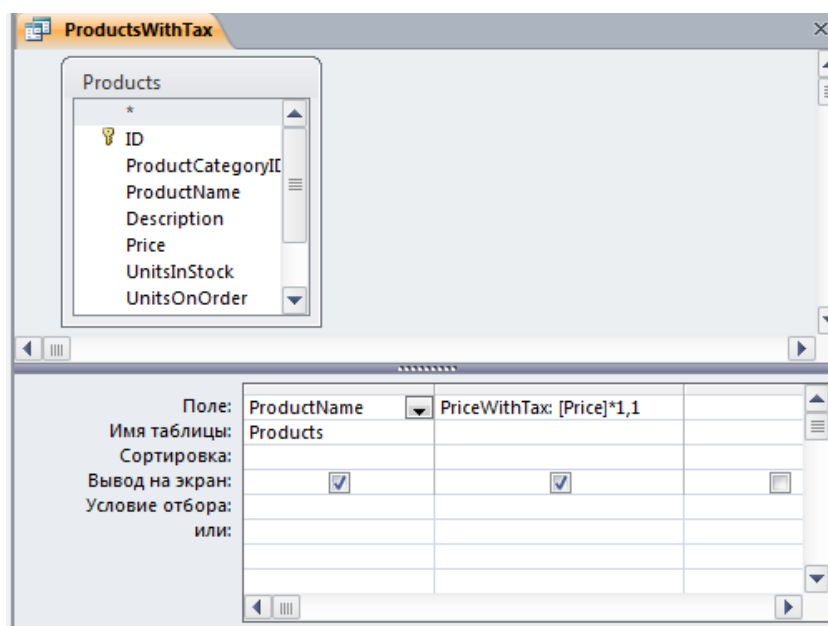 ProductsWithTax
Products
*
ID
ProductCategoryID
ProductName
Description
Price
UnitsInStock
UnitsOnOrder
Поле: ProductName PriceWithTax: [Price]*1,1
Имя таблицы: Products
Сортировка:
Вывод на экран:
Условие отбора:
или: